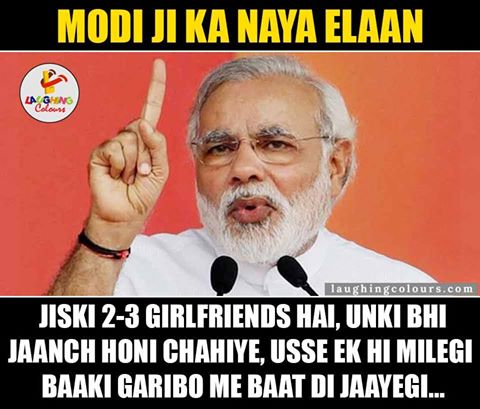 MODI JI KA NAYA ELAAN
LAUGHING
Colours
laughingcolours.com
JISKI 2-3 GIRLFRIENDS HAI, UNKI BHI
JAANCH HONI CHAHIYE, USSE EK HI MILEGI
BAAKI GARIBO ME BAAT DI JAAYEGI...